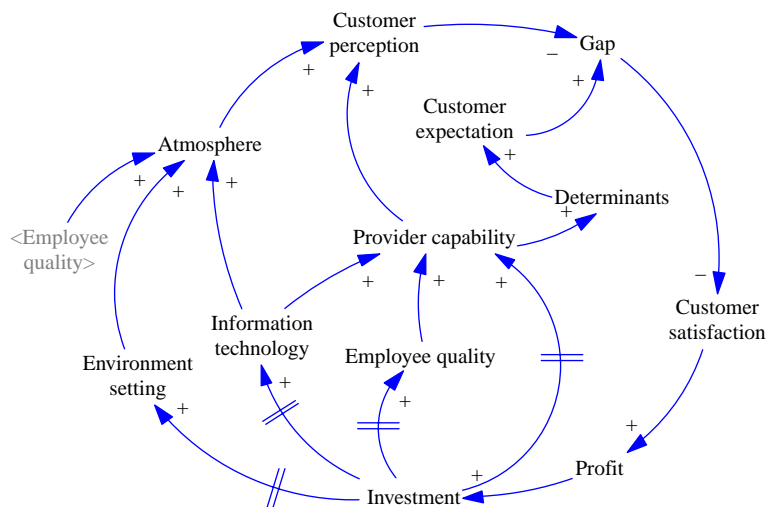 Customer
perception
Gap
+
−
+
+
Customer
expectation
Atmosphere
+
+
+
+
Determinants
+
<Employee
quality>
Provider capability
+
+
+
−
Information
technology
Customer
satisfaction
Environment
setting
Employee quality
+
+
+
+
Profit
+
Investment